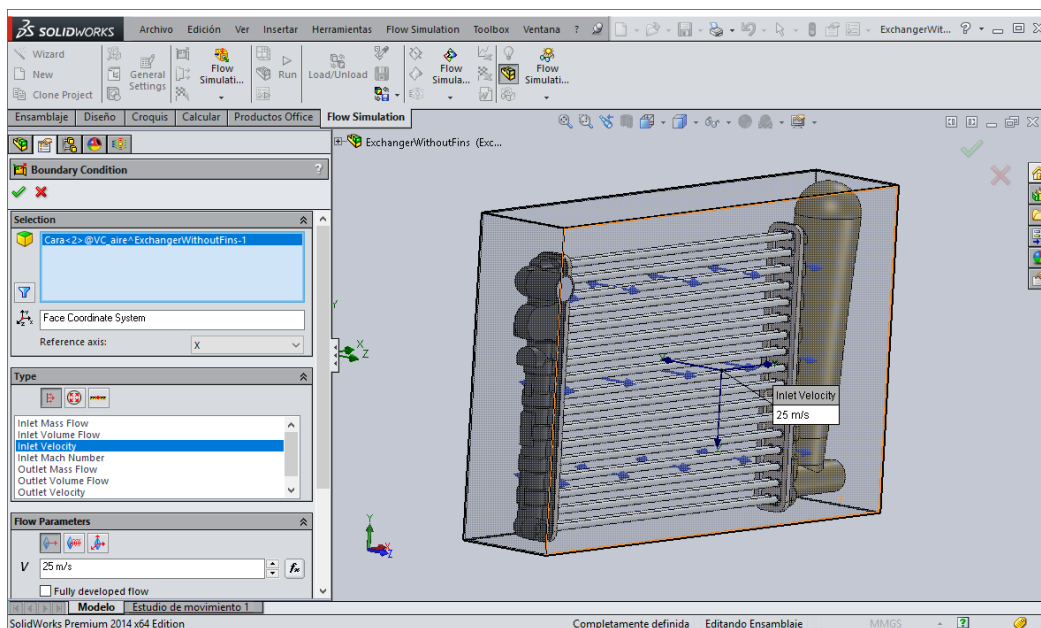 SOLIDWORKS Archivo Edición Ver Insertar Herramientas Flow Simulation Toolbox Ventana ? ExchangerWit... ?
Wizard
New
Clone Project
General Settings
Flow Simulati...
Run
Load/Unload
Flow Simula...
Flow Simulati...
Ensamblaje Diseño Croquis Calcular Productos Office Flow Simulation
ExchangerWithoutFins (Exc...
Boundary Condition ?
Selection
Cara<2>@VC_aire^ExchangerWithoutFins-1
Face Coordinate System
Reference axis: X
Type
Inlet Mass Flow
Inlet Volume Flow
Inlet Velocity
Inlet Mach Number
Outlet Mass Flow
Outlet Volume Flow
Outlet Velocity
Flow Parameters
V 25 m/s
Fully developed flow
Y
X
Z
Inlet Velocity
25 m/s
Y
X
Z
Modelo Estudio de movimiento 1
SolidWorks Premium 2014 x64 Edition Completamente definida Editando Ensamblaje MMGS ?